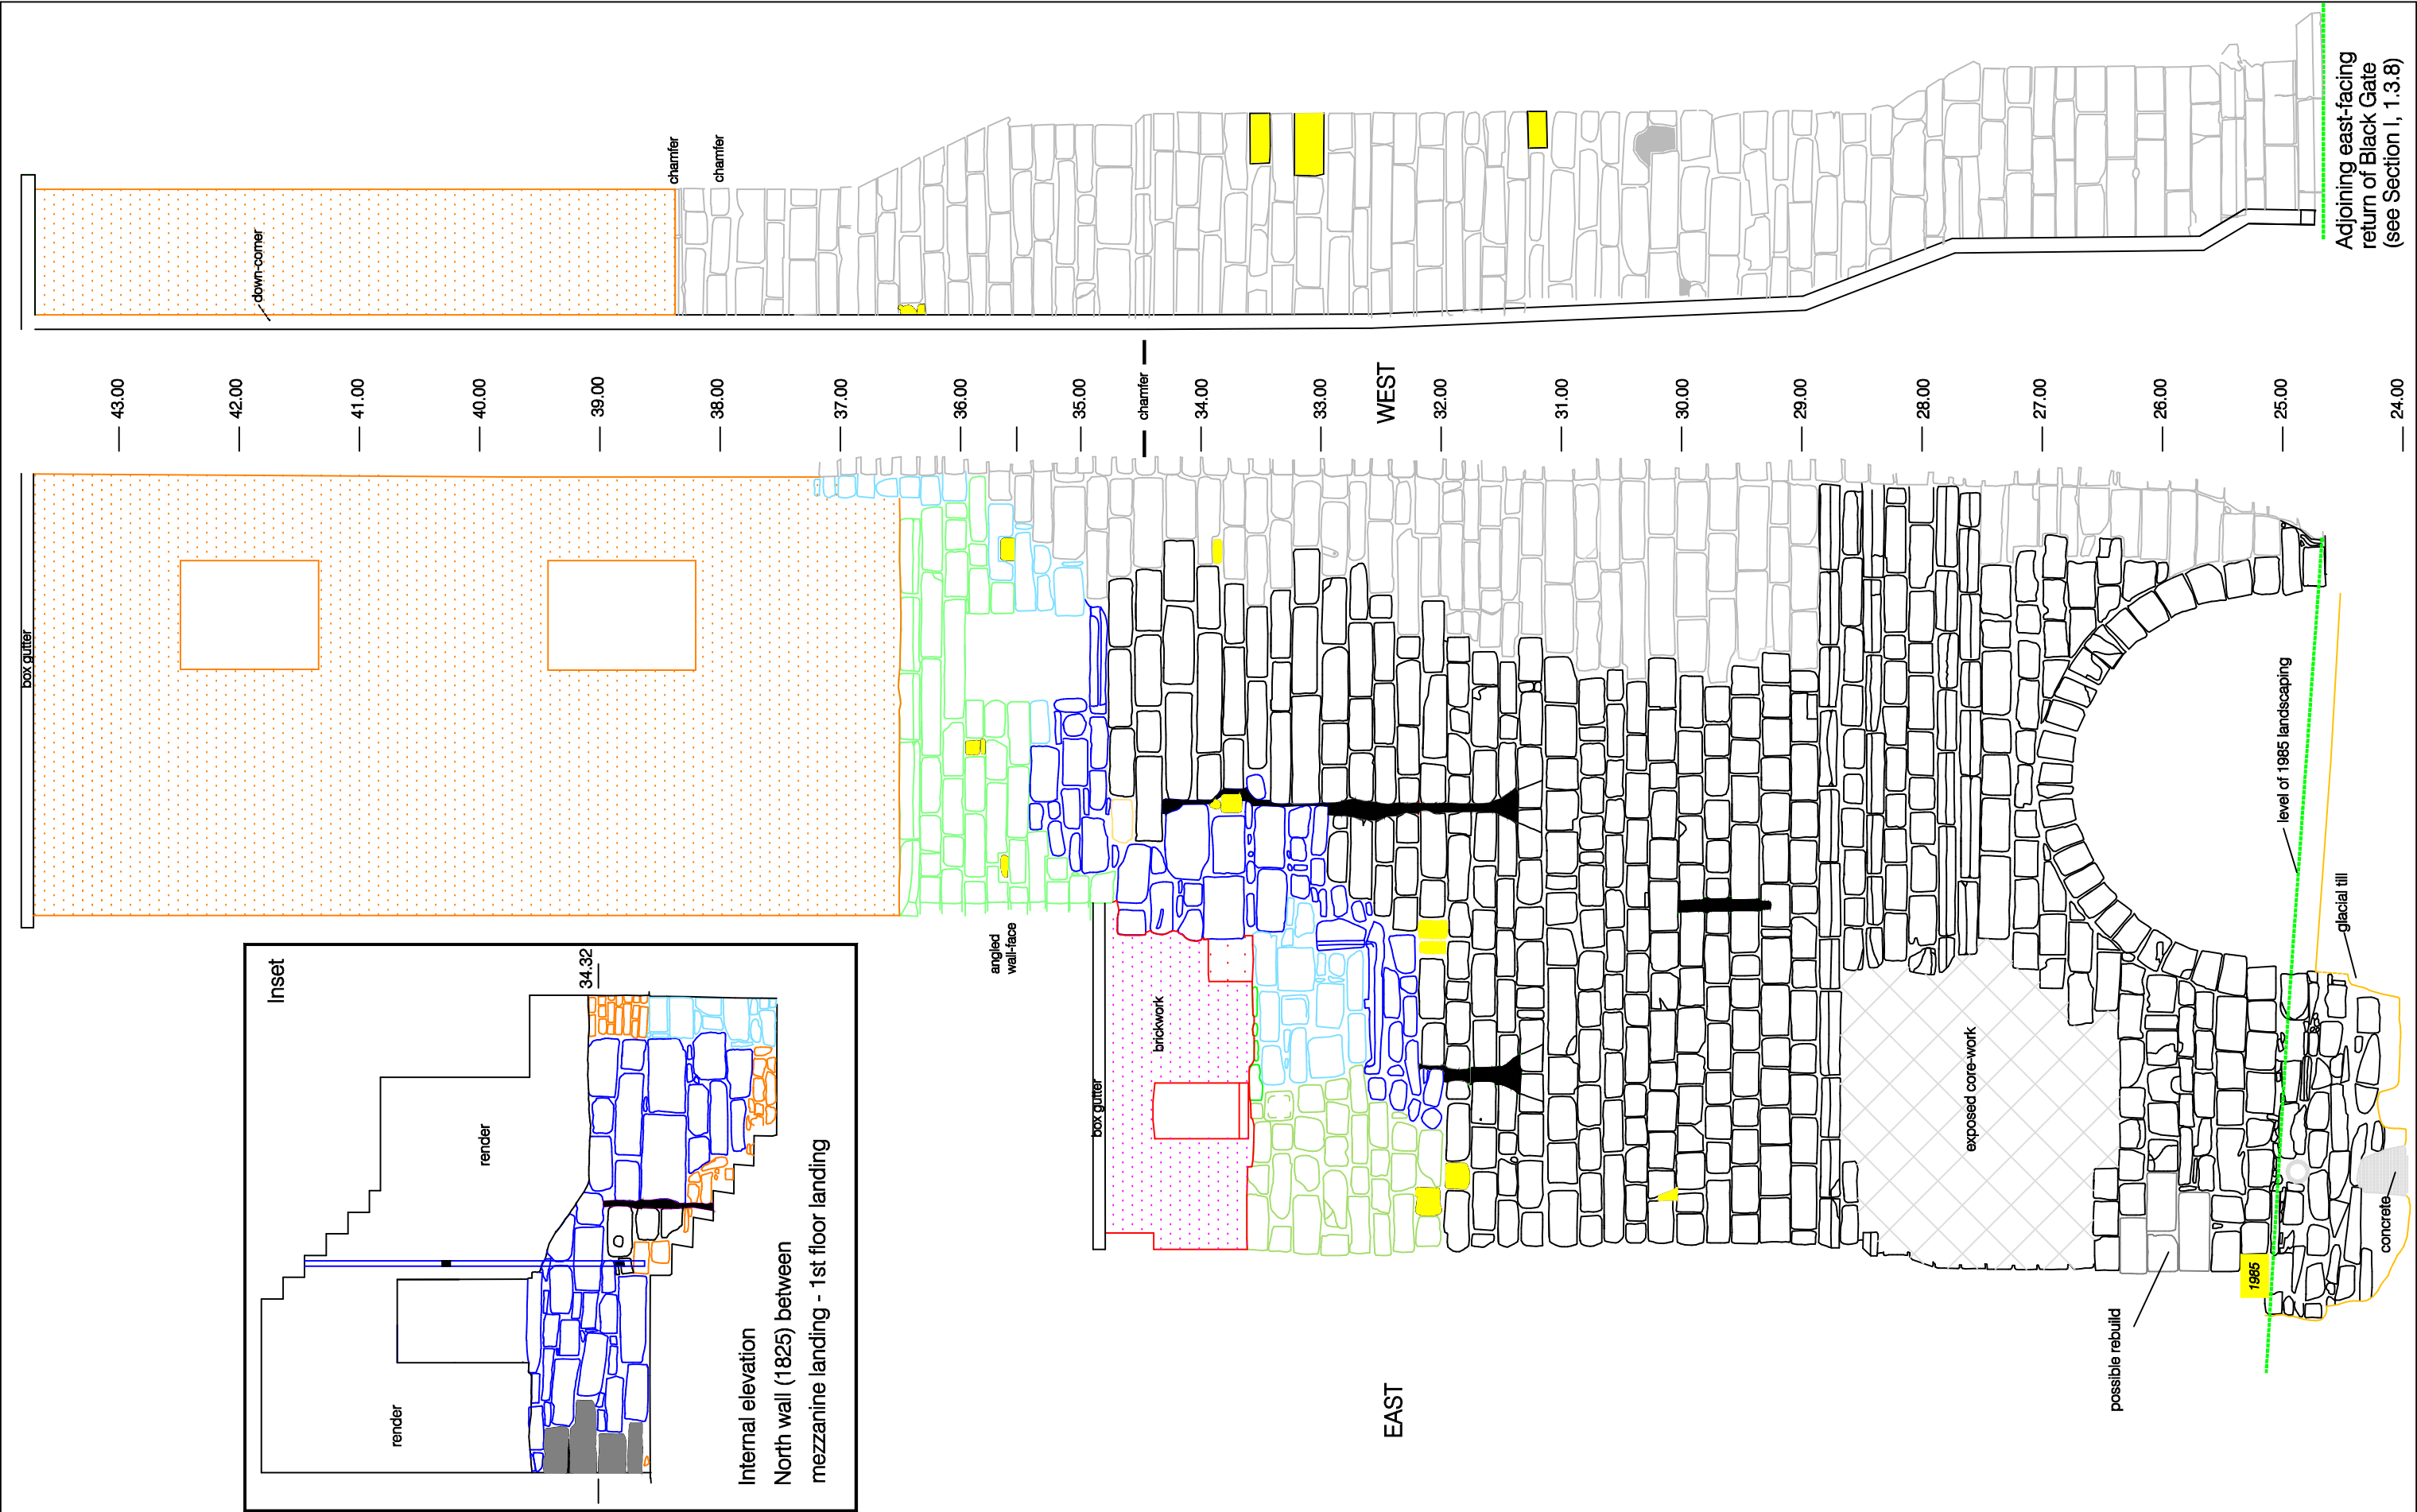 Adjoining east-facing
return of Black Gate
(see Section I, 1.3.8)
chamfer
chamfer
down-corner
43.00
42.00
41.00
40.00
39.00
38.00
37.00
36.00
35.00
chamfer
34.00
33.00
WEST
32.00
31.00
30.00
29.00
28.00
27.00
26.00
25.00
24.00
box gutter
level of 1985 landscaping
glacial till
angled
wall-face
brickwork
box gutter
exposed core-work
concrete
1985
possible rebuild
EAST
Inset
34.32
render
render
Internal elevation
North wall (1825) between
mezzanine landing - 1st floor landing